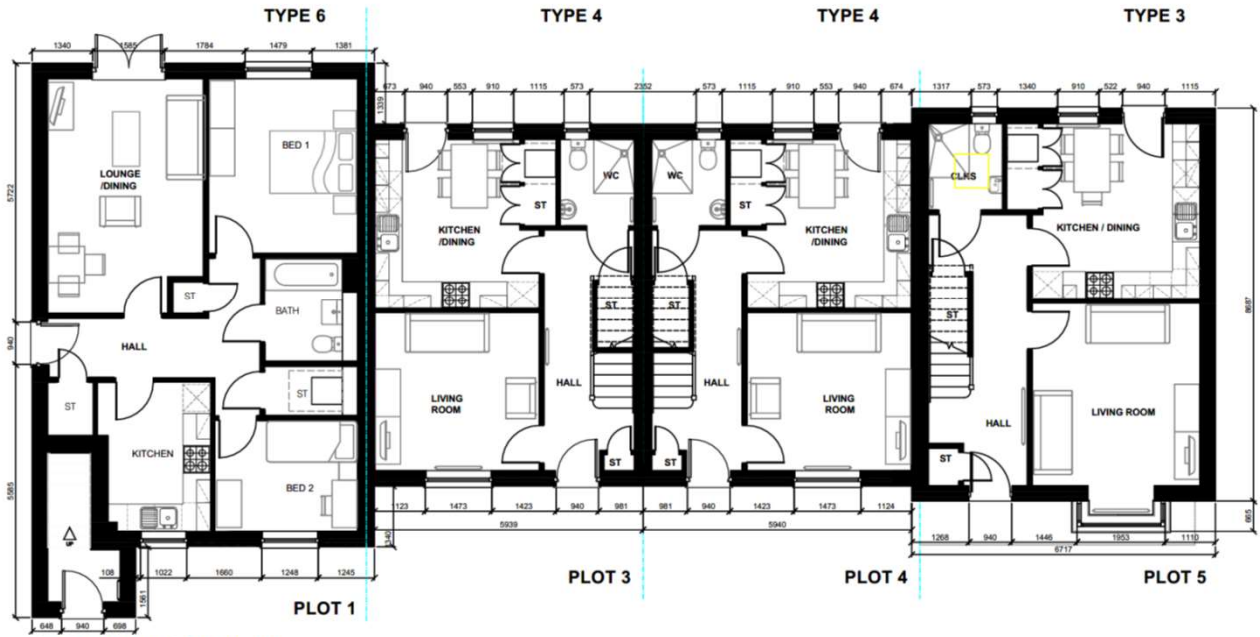 TYPE 6
TYPE 4
TYPE 4
TYPE 3
1340 1585 1784 1479 1381
673 940 553 910 1115 573 2352 573 1115 910 553 940 674
1317 573 1340 910 522 940 1115
1339
5722
940
5585
LOUNGE
/DINING
BED 1
ST
BATH
HALL
ST
ST
KITCHEN
BED 2
UP
KITCHEN
/DINING
ST
WC
ST
LIVING
ROOM
HALL
ST
WC
ST
KITCHEN
/DINING
ST
HALL
LIVING
ROOM
ST
CLKS
KITCHEN / DINING
ST
HALL
LIVING ROOM
ST
8687
665
123 1473 1423 940 981 981 940 1423 1473 1124
5939
5940
1268 940 1446 1953 1110
6717
340
108
1022 1660 1248 1245
1581
648 940 698
PLOT 1
PLOT 3
PLOT 4
PLOT 5